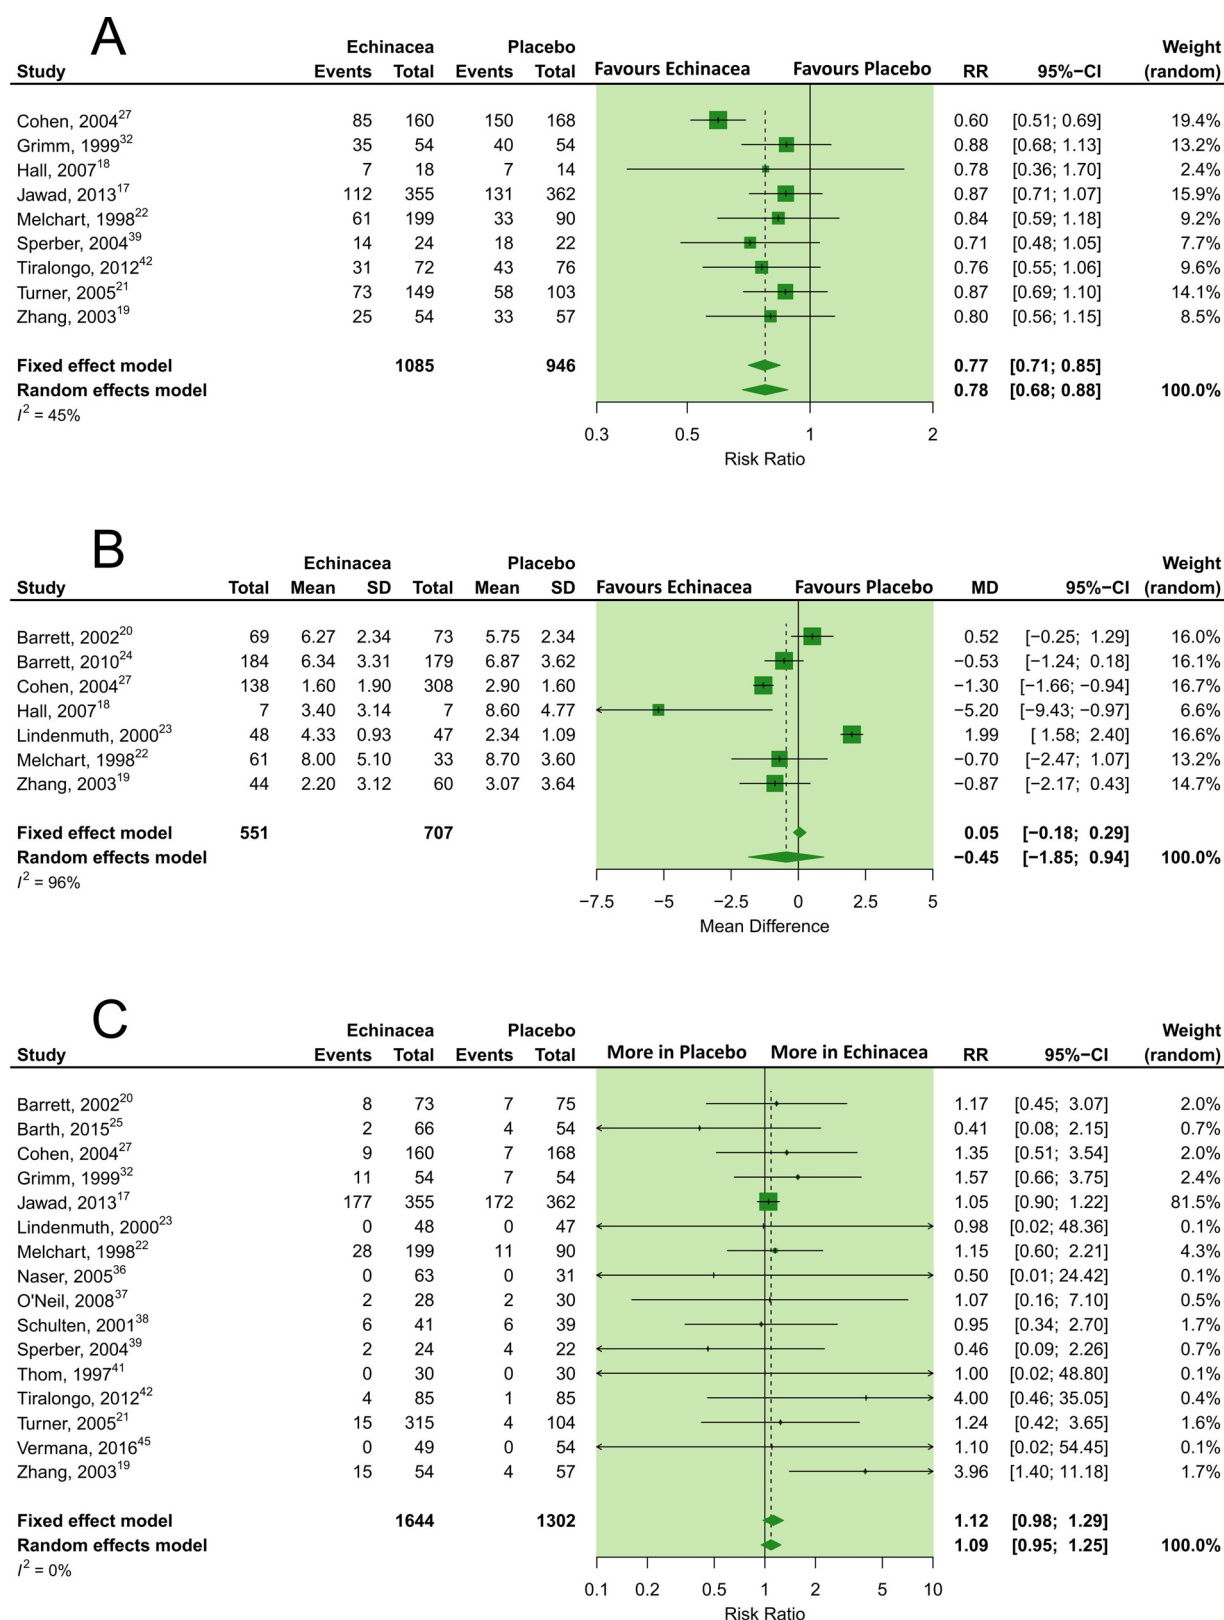 A
Echinacea Placebo Weight
Study Events Total Events Total Favours Echinacea Favours Placebo RR 95%−CI (random)
Cohen, 2004²⁷ 85 160 150 168 0.60 [0.51; 0.69] 19.4%
Grimm, 1999³² 35 54 40 54 0.88 [0.68; 1.13] 13.2%
Hall, 2007¹⁸ 7 18 7 14 0.78 [0.36; 1.70] 2.4%
Jawad, 2013¹⁷ 112 355 131 362 0.87 [0.71; 1.07] 15.9%
Melchart, 1998²² 61 199 33 90 0.84 [0.59; 1.18] 9.2%
Sperber, 2004³⁹ 14 24 18 22 0.71 [0.48; 1.05] 7.7%
Tiralongo, 2012⁴² 31 72 43 76 0.76 [0.55; 1.06] 9.6%
Turner, 2005²¹ 73 149 58 103 0.87 [0.69; 1.10] 14.1%
Zhang, 2003¹⁹ 25 54 33 57 0.80 [0.56; 1.15] 8.5%
Fixed effect model 1085 946 0.77 [0.71; 0.85]
Random effects model 0.78 [0.68; 0.88] 100.0%
I² = 45%
0.3 0.5 1 2
Risk Ratio
B
Echinacea Placebo Weight
Study Total Mean SD Total Mean SD Favours Echinacea Favours Placebo MD 95%−CI (random)
Barrett, 2002²⁰ 69 6.27 2.34 73 5.75 2.34 0.52 [−0.25; 1.29] 16.0%
Barrett, 2010²⁴ 184 6.34 3.31 179 6.87 3.62 −0.53 [−1.24; 0.18] 16.1%
Cohen, 2004²⁷ 138 1.60 1.90 308 2.90 1.60 −1.30 [−1.66; −0.94] 16.7%
Hall, 2007¹⁸ 7 3.40 3.14 7 8.60 4.77 −5.20 [−9.43; −0.97] 6.6%
Lindenmuth, 2000²³ 48 4.33 0.93 47 2.34 1.09 1.99 [ 1.58; 2.40] 16.6%
Melchart, 1998²² 61 8.00 5.10 33 8.70 3.60 −0.70 [−2.47; 1.07] 13.2%
Zhang, 2003¹⁹ 44 2.20 3.12 60 3.07 3.64 −0.87 [−2.17; 0.43] 14.7%
Fixed effect model 551 707 0.05 [−0.18; 0.29]
Random effects model −0.45 [−1.85; 0.94] 100.0%
I² = 96%
−7.5 −5 −2.5 0 2.5 5
Mean Difference
C
Echinacea Placebo Weight
Study Events Total Events Total More in Placebo More in Echinacea RR 95%−CI (random)
Barrett, 2002²⁰ 8 73 7 75 1.17 [0.45; 3.07] 2.0%
Barth, 2015²⁵ 2 66 4 54 0.41 [0.08; 2.15] 0.7%
Cohen, 2004²⁷ 9 160 7 168 1.35 [0.51; 3.54] 2.0%
Grimm, 1999³² 11 54 7 54 1.57 [0.66; 3.75] 2.4%
Jawad, 2013¹⁷ 177 355 172 362 1.05 [0.90; 1.22] 81.5%
Lindenmuth, 2000²³ 0 48 0 47 0.98 [0.02; 48.36] 0.1%
Melchart, 1998²² 28 199 11 90 1.15 [0.60; 2.21] 4.3%
Naser, 2005³⁶ 0 63 0 31 0.50 [0.01; 24.42] 0.1%
O'Neil, 2008³⁷ 2 28 2 30 1.07 [0.16; 7.10] 0.5%
Schulten, 2001³⁸ 6 41 6 39 0.95 [0.34; 2.70] 1.7%
Sperber, 2004³⁹ 2 24 4 22 0.46 [0.09; 2.26] 0.7%
Thom, 1997⁴¹ 0 30 0 30 1.00 [0.02; 48.80] 0.1%
Tiralongo, 2012⁴² 4 85 1 85 4.00 [0.46; 35.05] 0.4%
Turner, 2005²¹ 15 315 4 104 1.24 [0.42; 3.65] 1.6%
Vermana, 2016⁴⁵ 0 49 0 54 1.10 [0.02; 54.45] 0.1%
Zhang, 2003¹⁹ 15 54 4 57 3.96 [1.40; 11.18] 1.7%
Fixed effect model 1644 1302 1.12 [0.98; 1.29]
Random effects model 1.09 [0.95; 1.25] 100.0%
I² = 0%
0.1 0.2 0.5 1 2 5 10
Risk Ratio